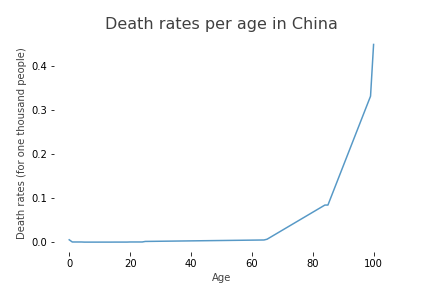 Death rates per age in China
Death rates (for one thousand people)
0.4
0.3
0.2
0.1
0.0
0 20 40 60 80 100
Age